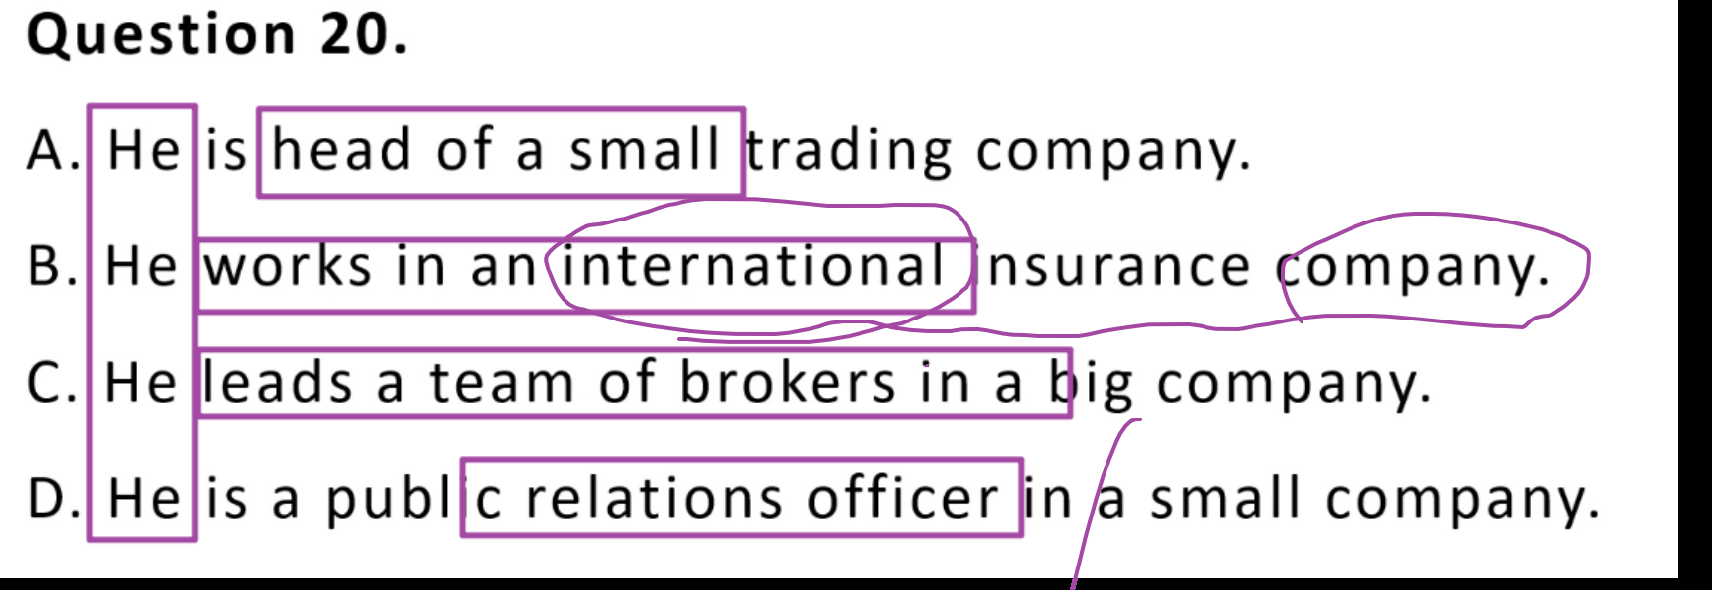 Question 20.
A. He is head of a small trading company.
B. He works in an international insurance company.
C. He leads a team of brokers in a big company.
D. He is a public relations officer in a small company.